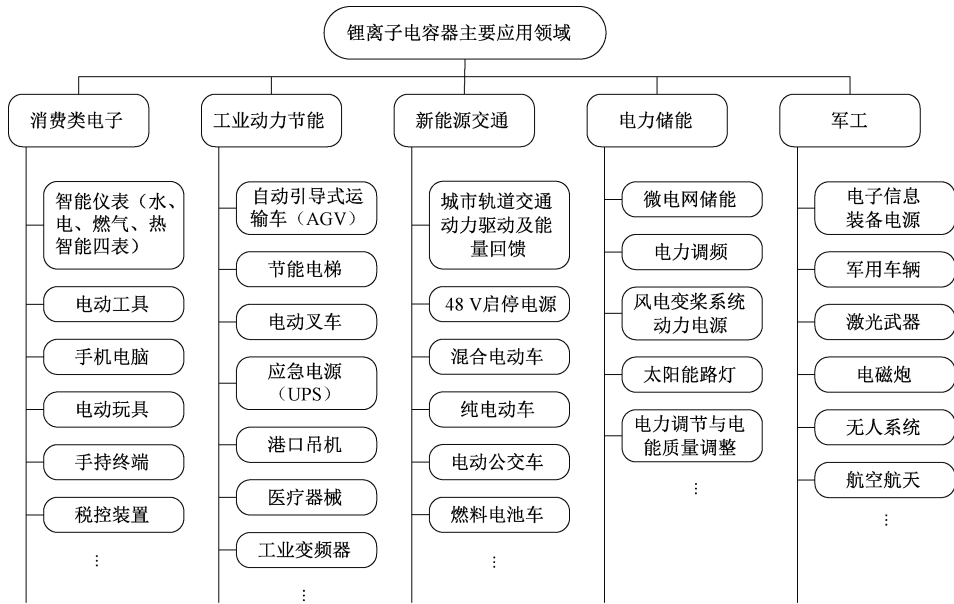 锂离子电容器主要应用领域
消费类电子
智能仪表（水、
电、燃气、热
智能四表）
电动工具
手机电脑
电动玩具
手持终端
税控装置
⋮
工业动力节能
自动引导式运
输车（AGV）
节能电梯
电动叉车
应急电源
（UPS）
港口吊机
医疗器械
工业变频器
⋮
新能源交通
城市轨道交通
动力驱动及能
量回馈
48 V启停电源
混合电动车
纯电动车
电动公交车
燃料电池车
⋮
电力储能
微电网储能
电力调频
风电变桨系统
动力电源
太阳能路灯
电力调节与电
能质量调整
⋮
军工
电子信息
装备电源
军用车辆
激光武器
电磁炮
无人系统
航空航天
⋮